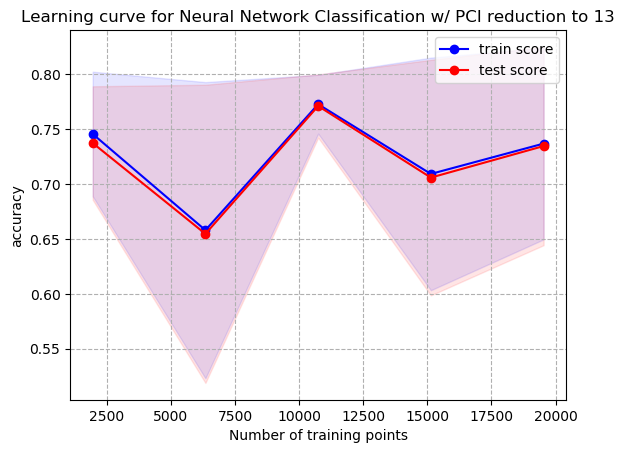 Learning curve for Neural Network Classification w/ PCI reduction to 13
train score
test score
0.80
0.75
0.70
0.65
0.60
0.55
accuracy
2500 5000 7500 10000 12500 15000 17500 20000
Number of training points